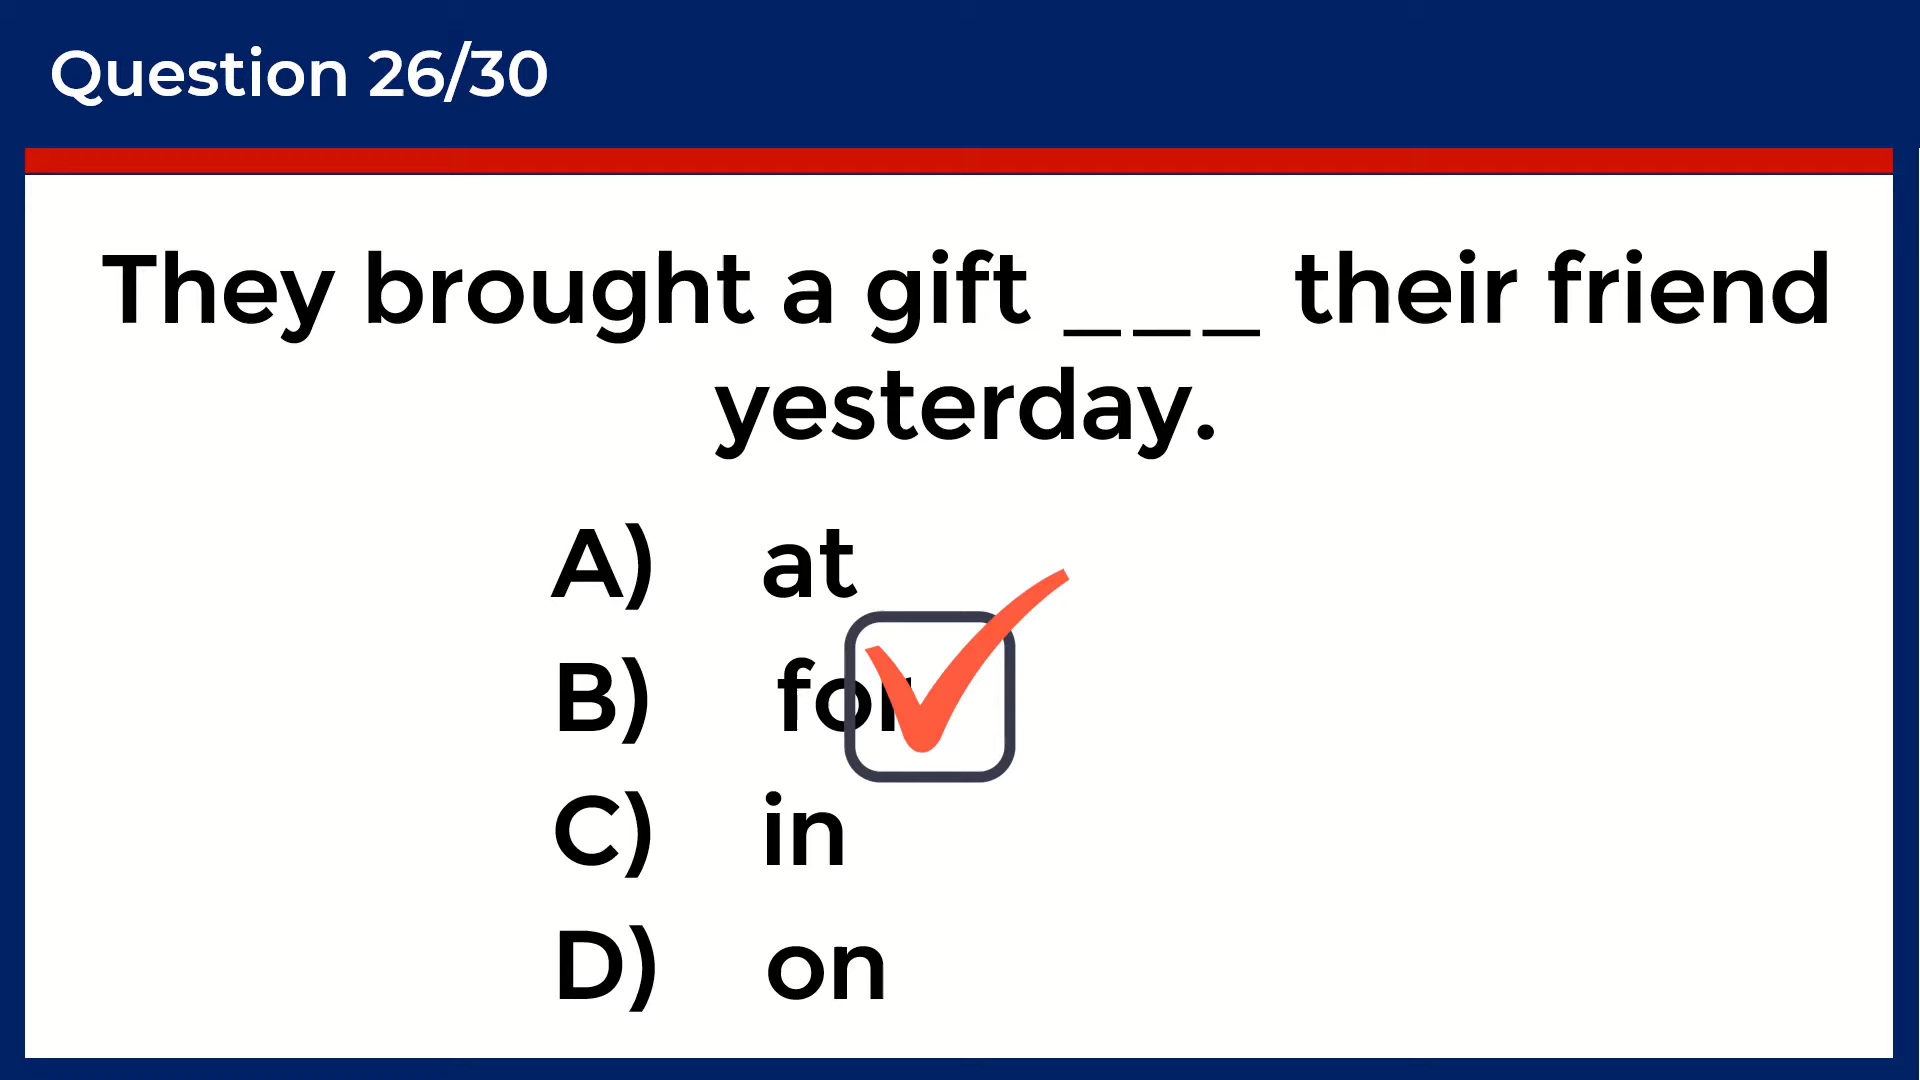 Question 26/30
They brought a gift ___ their friend
yesterday.
A) at
B) for
C) in
D) on